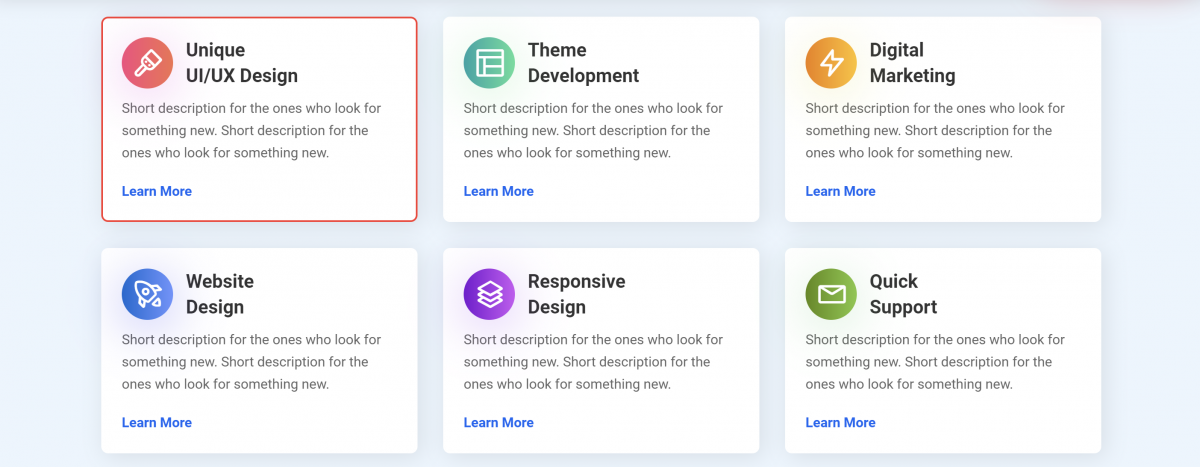 Unique
UI/UX Design
Short description for the ones who look for
something new. Short description for the
ones who look for something new.
Learn More
Theme
Development
Short description for the ones who look for
something new. Short description for the
ones who look for something new.
Learn More
Digital
Marketing
Short description for the ones who look for
something new. Short description for the
ones who look for something new.
Learn More
Website
Design
Short description for the ones who look for
something new. Short description for the
ones who look for something new.
Learn More
Responsive
Design
Short description for the ones who look for
something new. Short description for the
ones who look for something new.
Learn More
Quick
Support
Short description for the ones who look for
something new. Short description for the
ones who look for something new.
Learn More